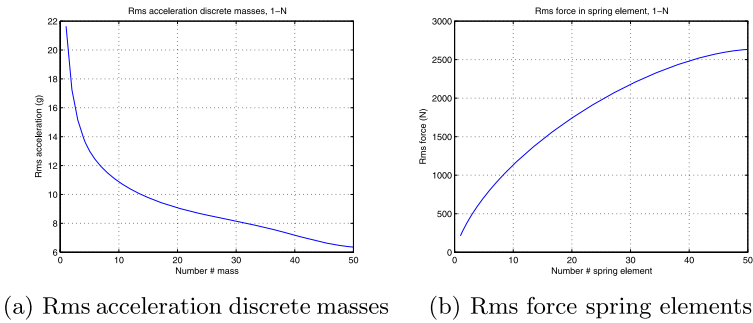 Rms acceleration discrete masses, 1−N
22
20
18
16
14
12
10
8
6
Rms acceleration (g)
0 10 20 30 40 50
Number # mass
Rms force in spring element, 1−N
3000
2500
2000
1500
1000
500
0
Rms force (N)
0 10 20 30 40 50
Number # spring element
(a) Rms acceleration discrete masses
(b) Rms force spring elements